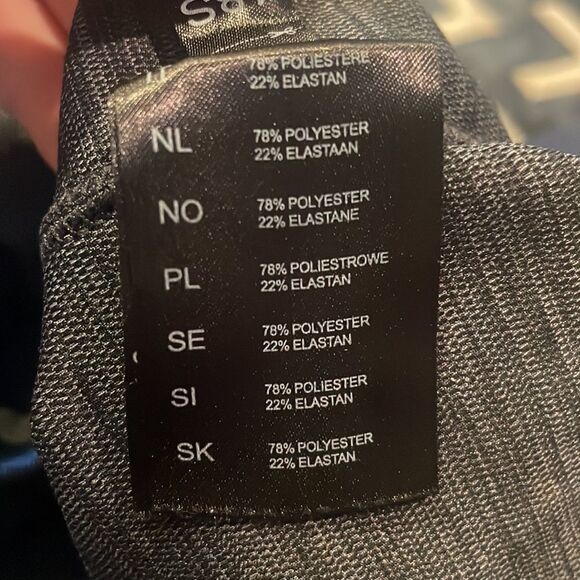 78% POLIESTERE
22% ELASTAN
NL 78% POLYESTER
22% ELASTAAN
NO 78% POLYESTER
22% ELASTANE
PL 78% POLIESTROWE
22% ELASTAN
SE 78% POLYESTER
22% ELASTAN
SI 78% POLIESTER
22% ELASTAN
SK 78% POLYESTER
22% ELASTAN